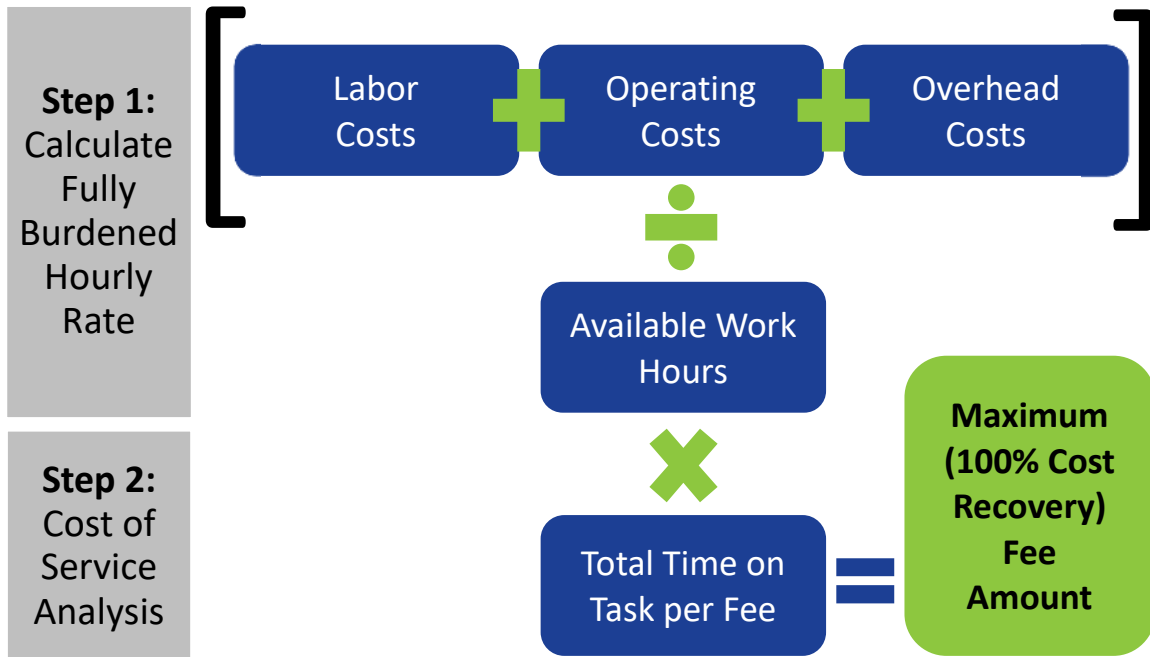 Step 1:
Calculate
Fully
Burdened
Hourly
Rate
Labor
Costs
Operating
Costs
Overhead
Costs
Available Work
Hours
Step 2:
Cost of
Service
Analysis
Total Time on
Task per Fee
Maximum
(100% Cost
Recovery)
Fee
Amount